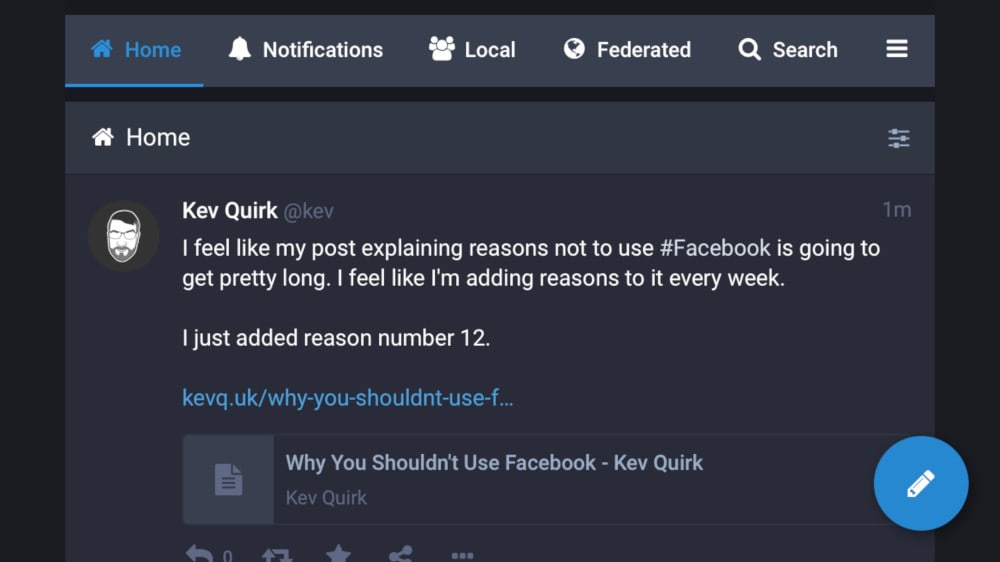 Home Notifications Local Federated Search
Home
Kev Quirk @kev 1m
I feel like my post explaining reasons not to use #Facebook is going to
get pretty long. I feel like I'm adding reasons to it every week.
I just added reason number 12.
kevq.uk/why-you-shouldnt-use-f...
Why You Shouldn't Use Facebook - Kev Quirk
Kev Quirk
0